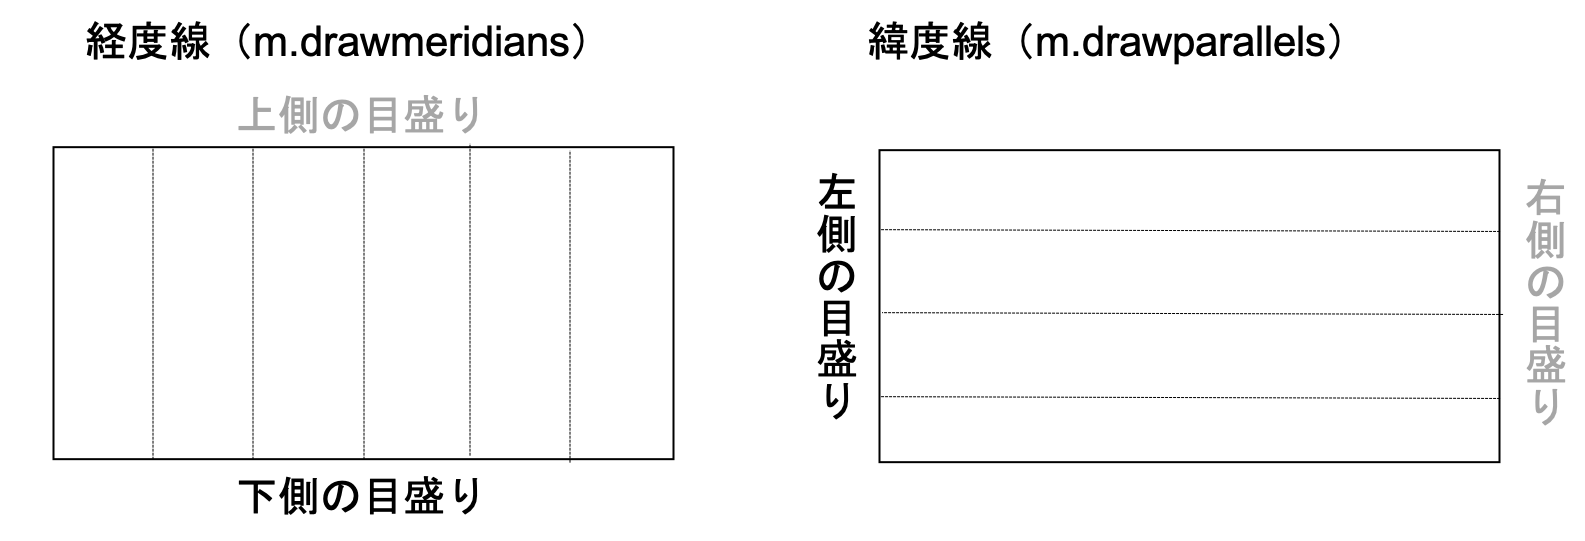 経度線（m.drawmeridians）
上側の目盛り
下側の目盛り
緯度線（m.drawparallels）
左側の目盛り
右側の目盛り